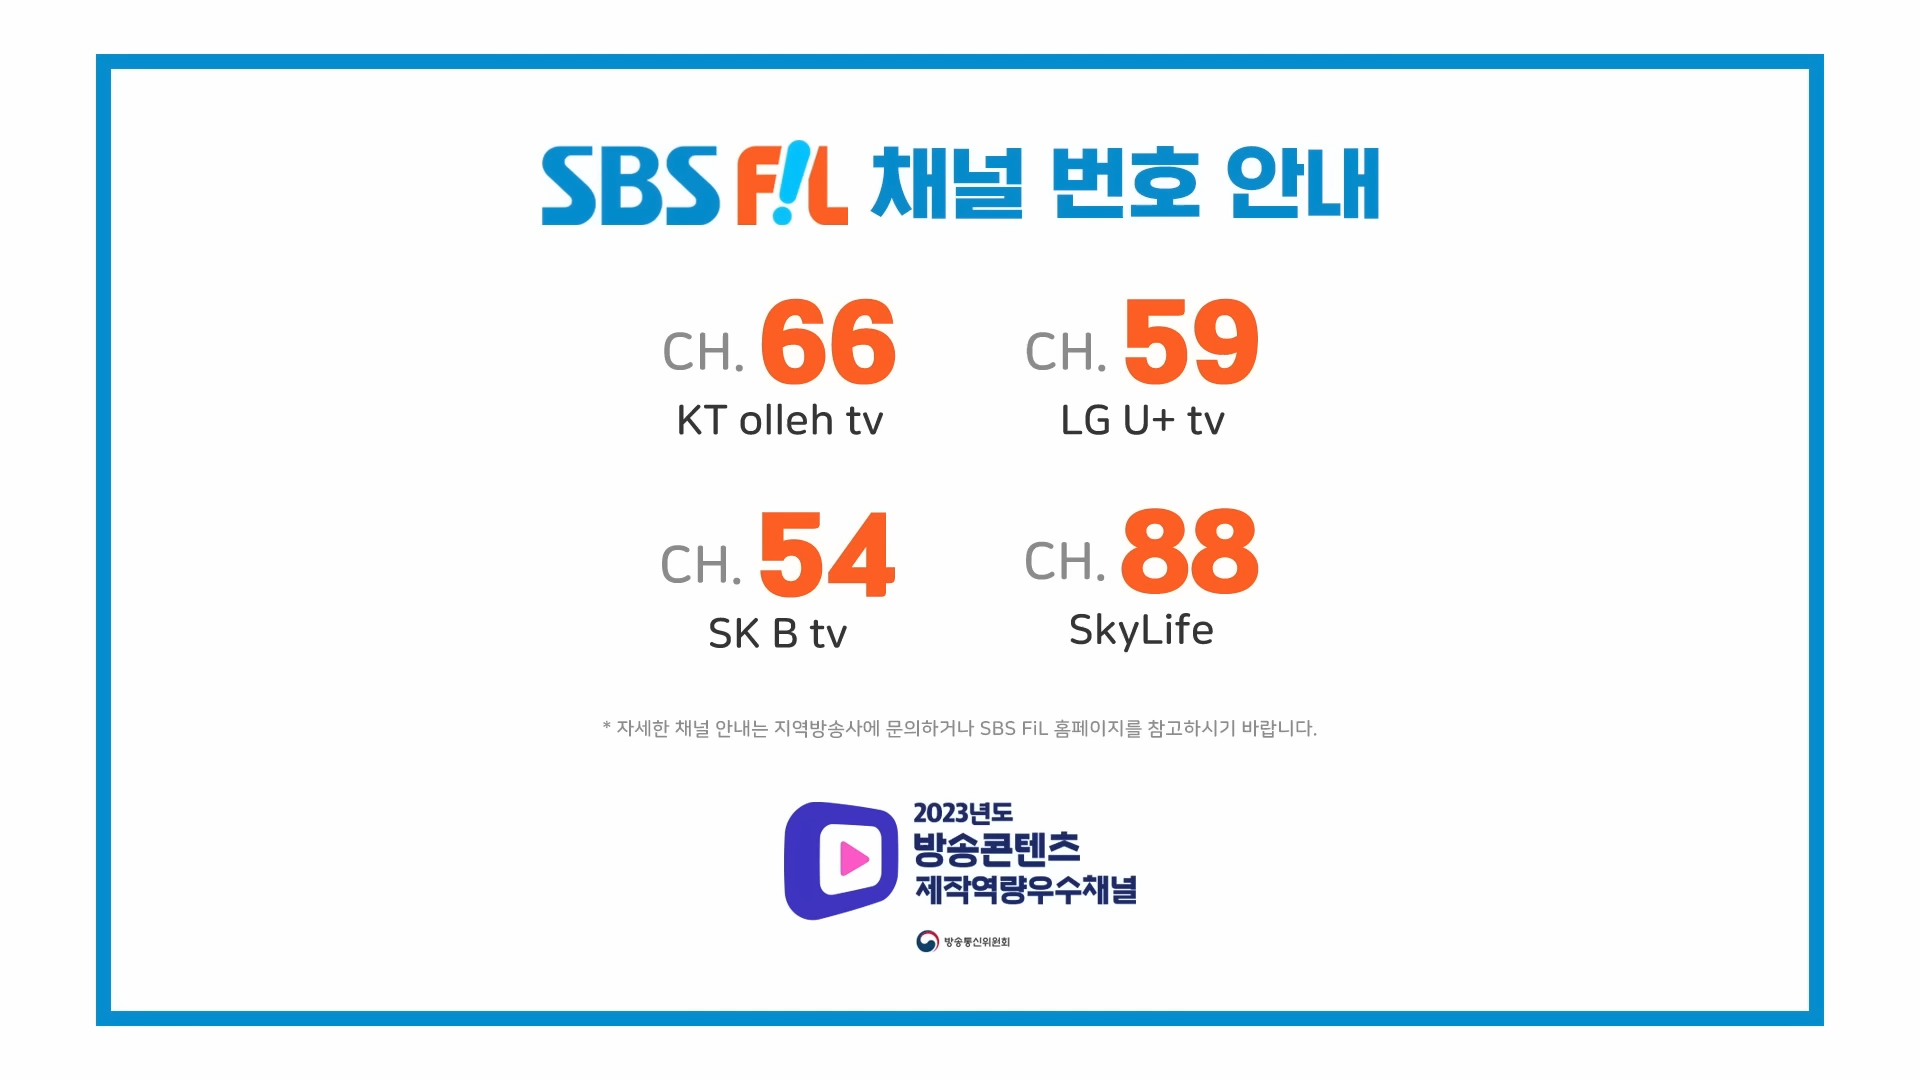 SBS F!L 채널 번호 안내
CH. 66
KT olleh tv
CH. 59
LG U+ tv
CH. 54
SK B tv
CH. 88
SkyLife
* 자세한 채널 안내는 지역방송사에 문의하거나 SBS FiL 홈페이지를 참고하시기 바랍니다.
2023년도
방송콘텐츠
제작역량우수채널
방송통신위원회